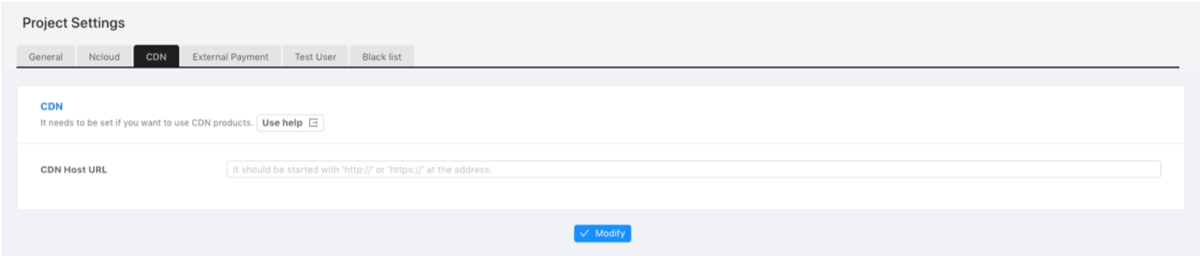 Project Settings
General Ncloud CDN External Payment Test User Black list
CDN
It needs to be set if you want to use CDN products. Use help
CDN Host URL It should be started with 'http://' or 'https://' at the address.
Modify